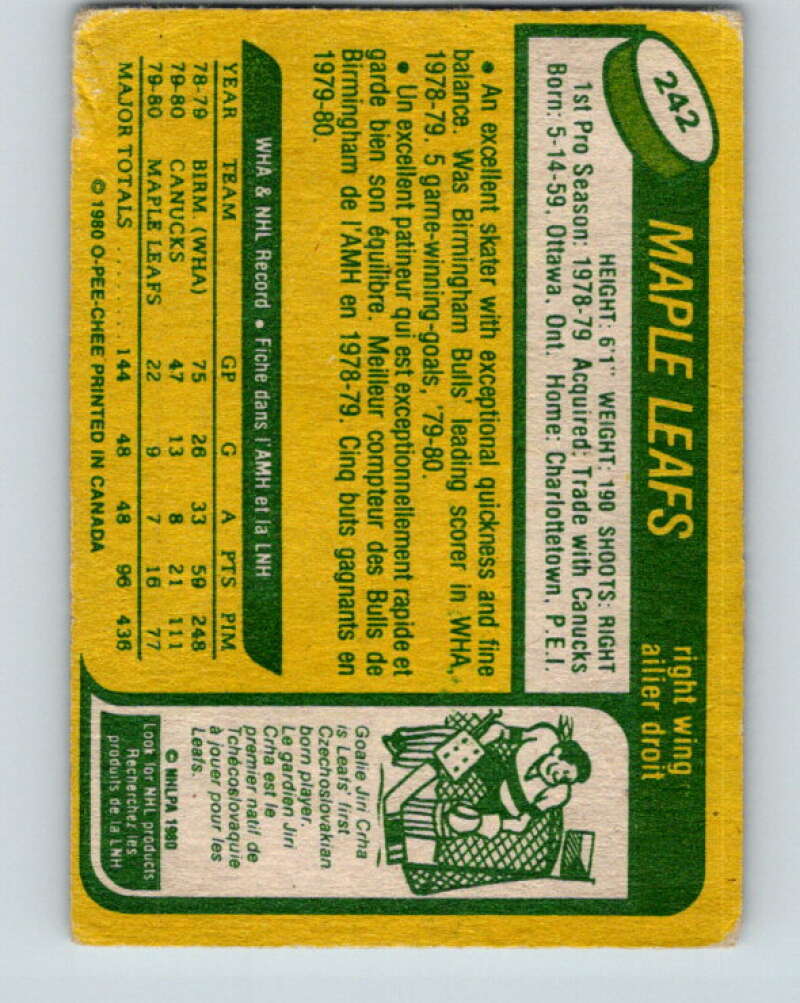 242
MAPLE LEAFS
right wing
ailier droit
HEIGHT: 6'1" WEIGHT: 190 SHOOTS: RIGHT
1st Pro Season: 1978-79 Acquired: Trade with Canucks
Born: 5-14-59, Ottawa, Ont. Home: Charlottetown, P.E.I.
• An excellent skater with exceptional quickness and fine
balance. Was Birmingham Bulls' leading scorer in WHA,
1978-79. 5 game-winning-goals, '79-80.
• Un excellent patineur qui est exceptionnellement rapide et
garde bien son équilibre. Meilleur compteur des Bulls de
Birmingham de l'AMH en 1978-79. Cinq buts gagnants en
1979-80.
WHA & NHL Record • Fiche dans l'AMH et la LNH
YEAR TEAM GP G A PTS PIM
78-79 BIRM. (WHA) 75 26 33 59 248
79-80 CANUCKS 47 13 8 21 111
79-80 MAPLE LEAFS 22 9 7 16 77
MAJOR TOTALS ........ 144 48 48 96 436
© 1980 O-PEE-CHEE PRINTED IN CANADA
Goalie Jiri Crha
is Leafs' first
Czechoslovakian
born player.
Le gardien Jiri
Crha est le
premier natif de
Tchécoslovaquie
à jouer pour les
Leafs.
© NHLPA 1980
Look for NHL products
Recherchez les
produits de la LNH